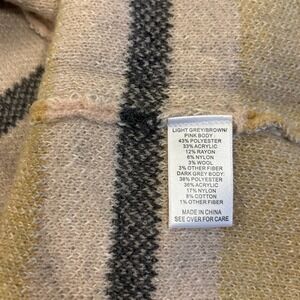 LIGHT GREY/BROWN/
PINK BODY:
43% POLYESTER
33% ACRYLIC
12% RAYON
6% NYLON
3% WOOL
3% OTHER FIBER
DARK GREY BODY:
38% POLYESTER
36% ACRYLIC
17% NYLON
8% COTTON
1% OTHER FIBER
MADE IN CHINA
SEE OVER FOR CARE